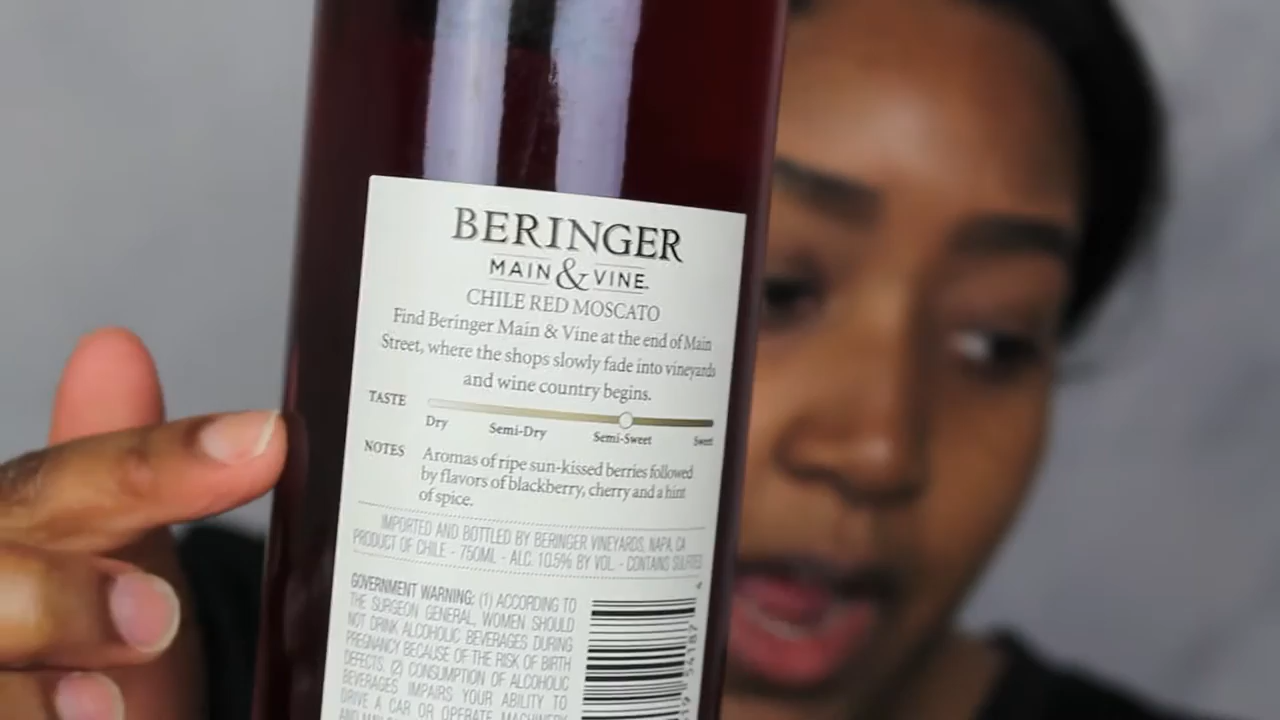 BERINGER
MAIN & VINE.
CHILE RED MOSCATO
Find Beringer Main & Vine at the end of Main
Street, where the shops slowly fade into vineyards
and wine country begins.
TASTE
Dry Semi-Dry Semi-Sweet Sweet
NOTES
Aromas of ripe sun-kissed berries followed
by flavors of blackberry, cherry and a hint
of spice.
IMPORTED AND BOTTLED BY BERINGER VINEYARDS, NAPA, CA
PRODUCT OF CHILE - 750ML - ALC. 10.5% BY VOL. - CONTAINS SULFITES
GOVERNMENT WARNING: (1) ACCORDING TO
THE SURGEON GENERAL, WOMEN SHOULD
NOT DRINK ALCOHOLIC BEVERAGES DURING
PREGNANCY BECAUSE OF THE RISK OF BIRTH
DEFECTS. (2) CONSUMPTION OF ALCOHOLIC
BEVERAGES IMPAIRS YOUR ABILITY TO
DRIVE A CAR OR OPERATE MACHINERY